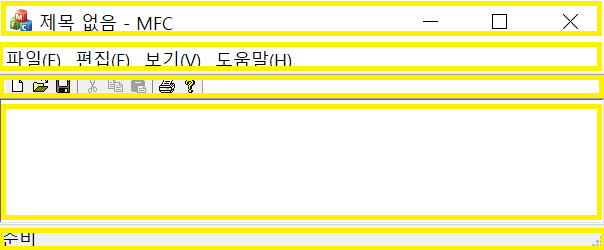 제목 없음 - MFC
파일(F) 편집(E) 보기(V) 도움말(H)
준비